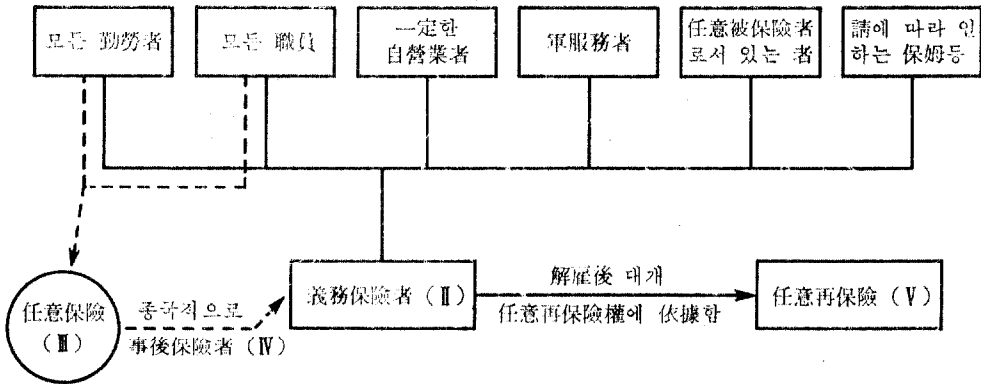 모든 勤勞者
모든 職員
一定한
自營業者
軍服務者
任意被保險者
로서 있는 者
請에 따라 일
하는 保姆등
任意保險
(Ⅲ)
종국적으로
事後保險者 (Ⅳ)
義務保險者 (Ⅱ)
解雇後 대개
任意再保險權에 依據함
任意再保險 (Ⅴ)